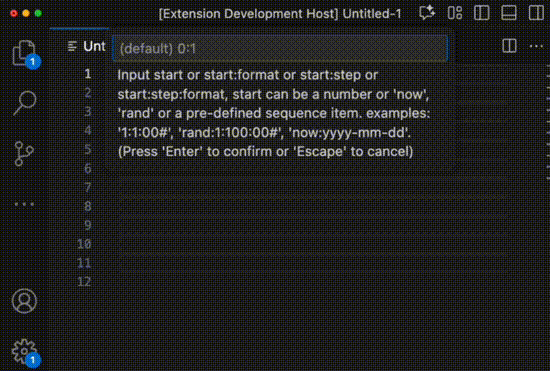 [Extension Development Host] Untitled-1
Unt
(default) 0:1
Input start or start:format or start:step or
start:step:format, start can be a number or 'now',
'rand' or a pre-defined sequence item. examples:
'1:1:00#', 'rand:1:100:00#', 'now:yyyy-mm-dd'.
(Press 'Enter' to confirm or 'Escape' to cancel)
1
2
3
4
5
6
7
8
9
10
11
12
1
1